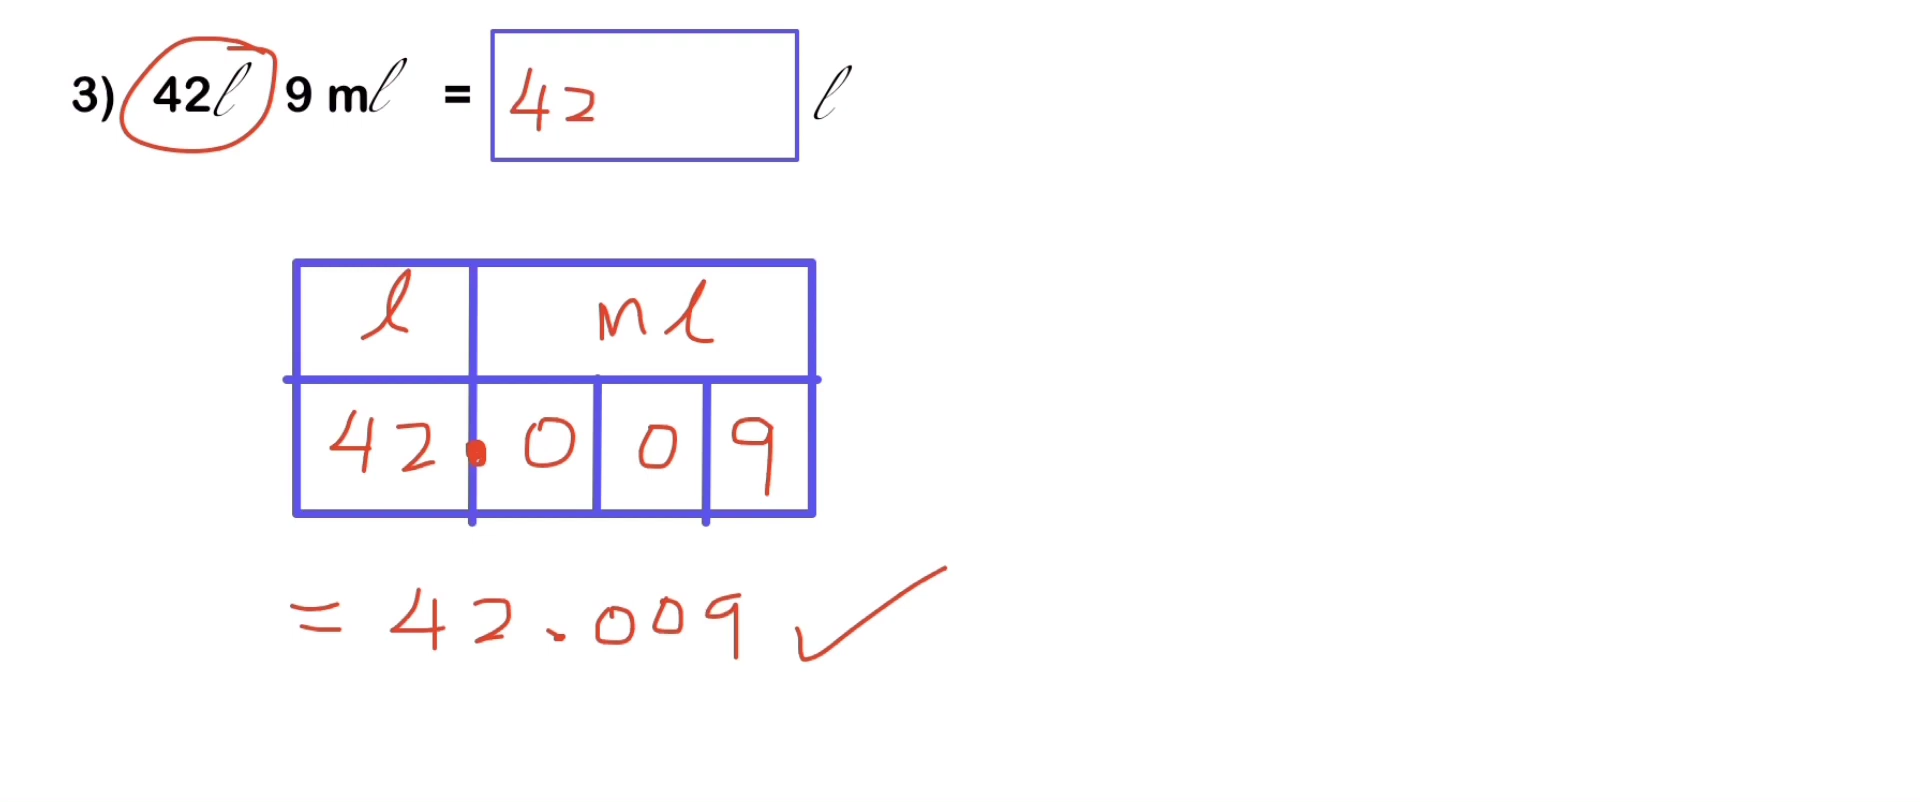 3) 42ℓ 9 mℓ = 42 ℓ
ℓ mℓ
42 . 0 0 9
= 42.009 ✓